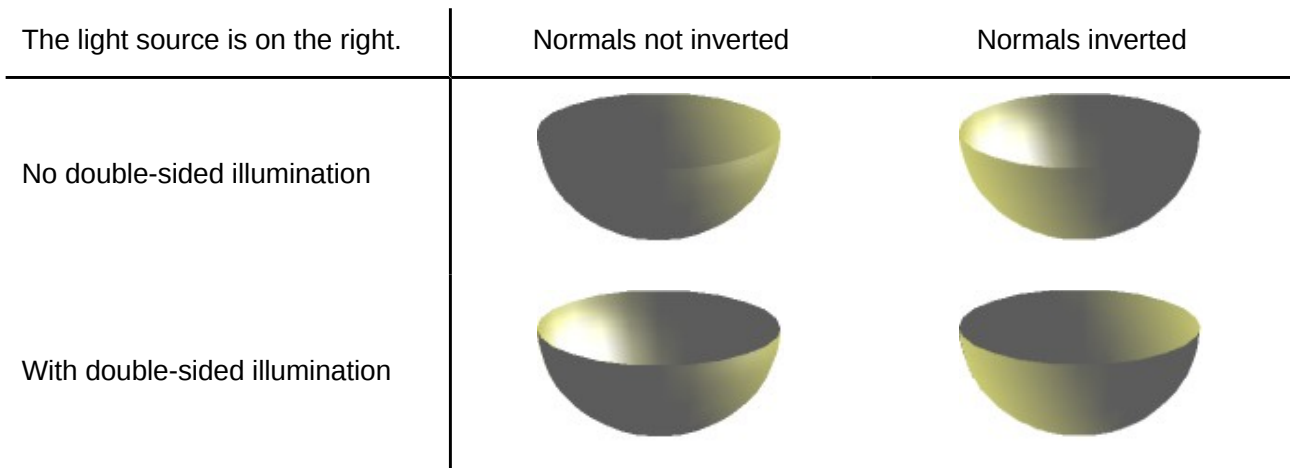 The light source is on the right.
Normals not inverted
Normals inverted
No double-sided illumination
With double-sided illumination